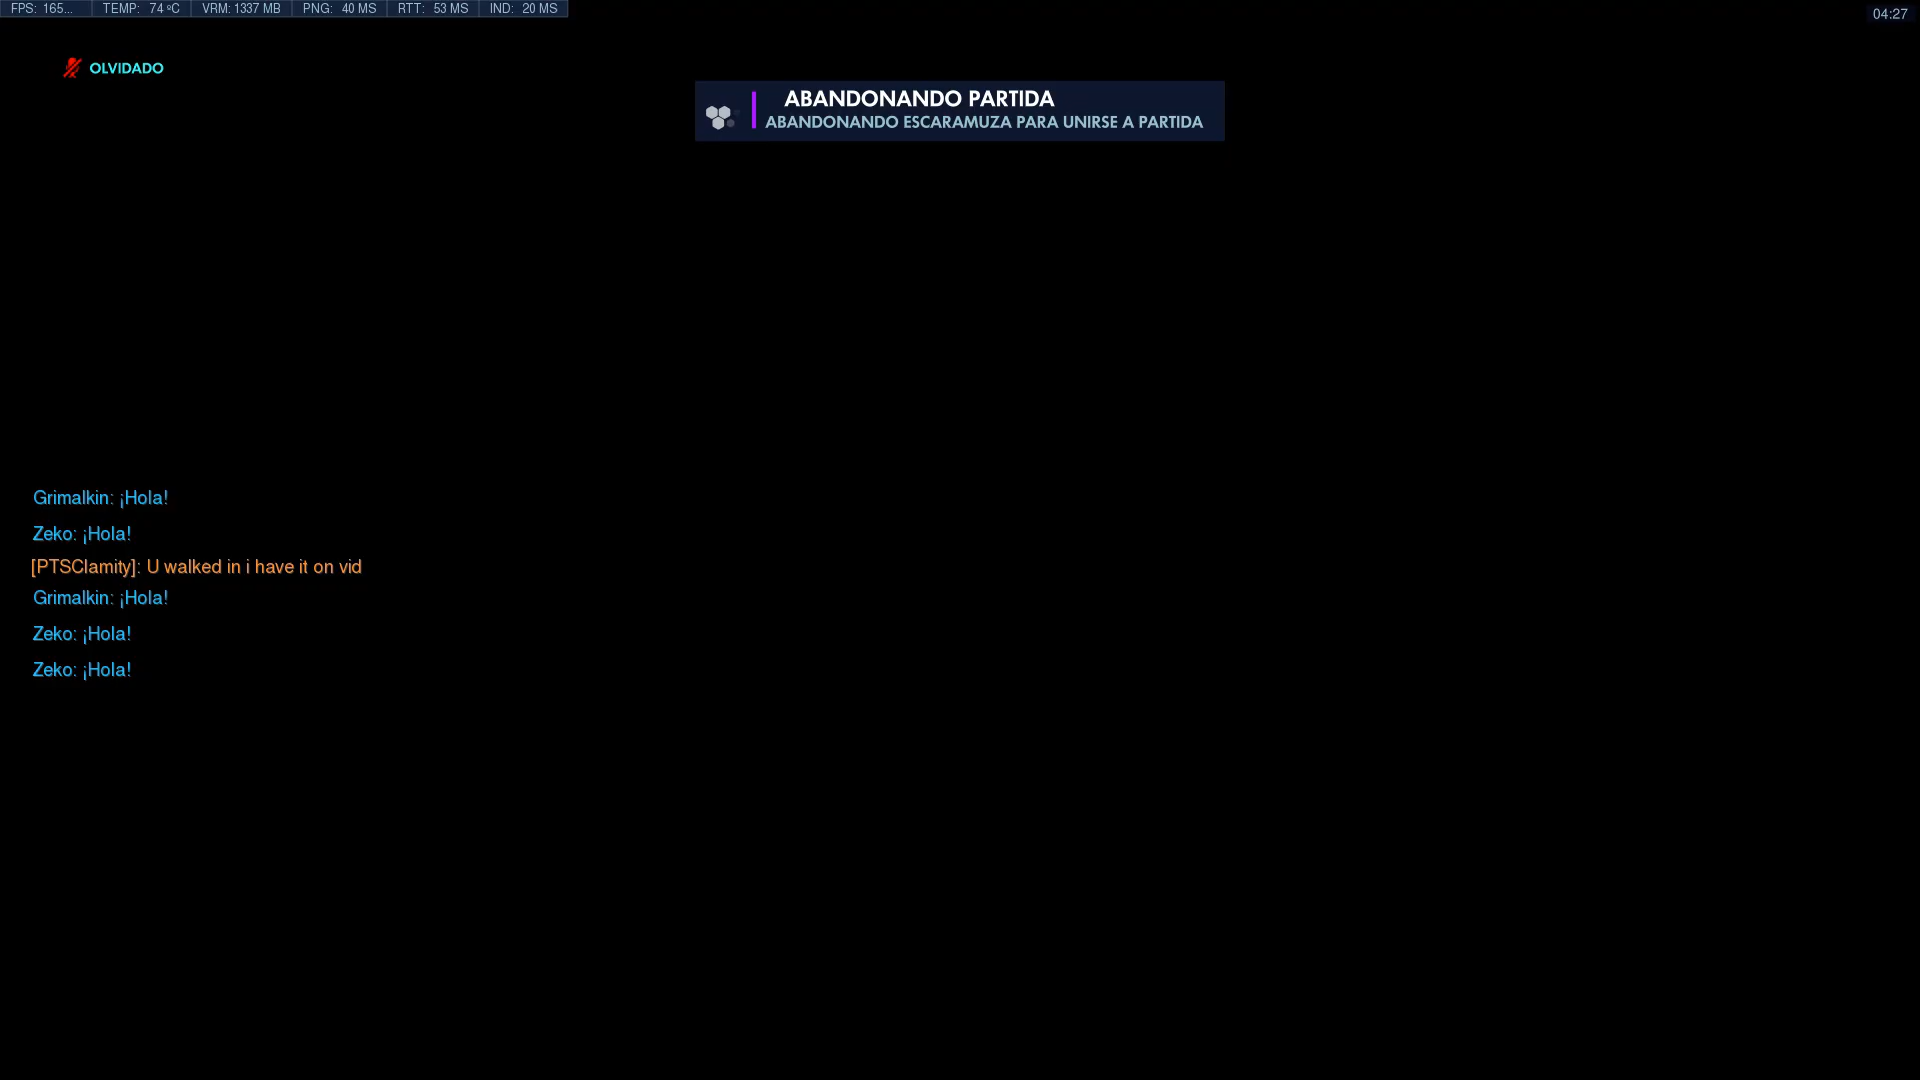 FPS: 165... TEMP: 74 ºC VRM: 1337 MB PNG: 40 MS RTT: 53 MS IND: 20 MS
04:27
OLVIDADO
ABANDONANDO PARTIDA
ABANDONANDO ESCARAMUZA PARA UNIRSE A PARTIDA
Grimalkin: ¡Hola!
Zeko: ¡Hola!
[PTSClamity]: U walked in i have it on vid
Grimalkin: ¡Hola!
Zeko: ¡Hola!
Zeko: ¡Hola!